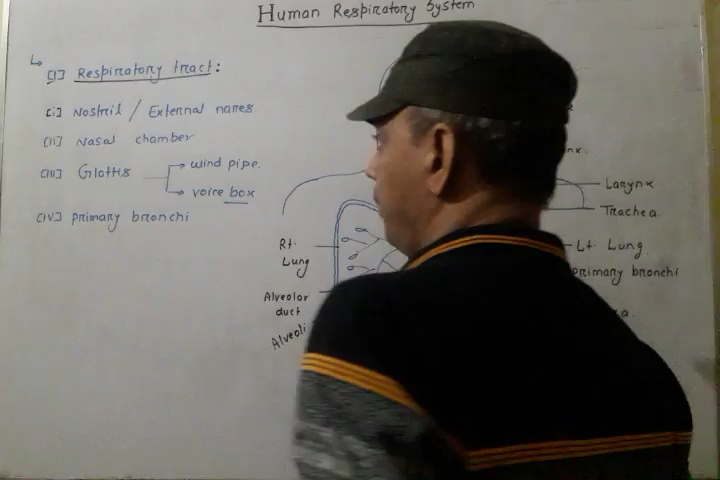 Human Respiratory System
[I] Respiratory tract:
[i] Nostril / External nares.
[ii] Nasal chamber
[iii] Glottis → wind pipe.
→ voice box
[iv] Primary bronchi
Larynx
Trachea.
Rt. Lung
Lt. Lung
Primary bronchi
Alveolar duct
Alveoli